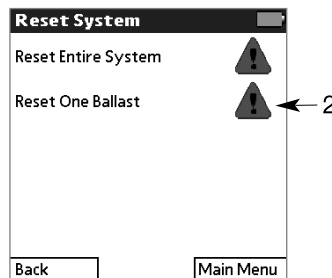 Reset System
Reset Entire System
Reset One Ballast
2
Back Main Menu